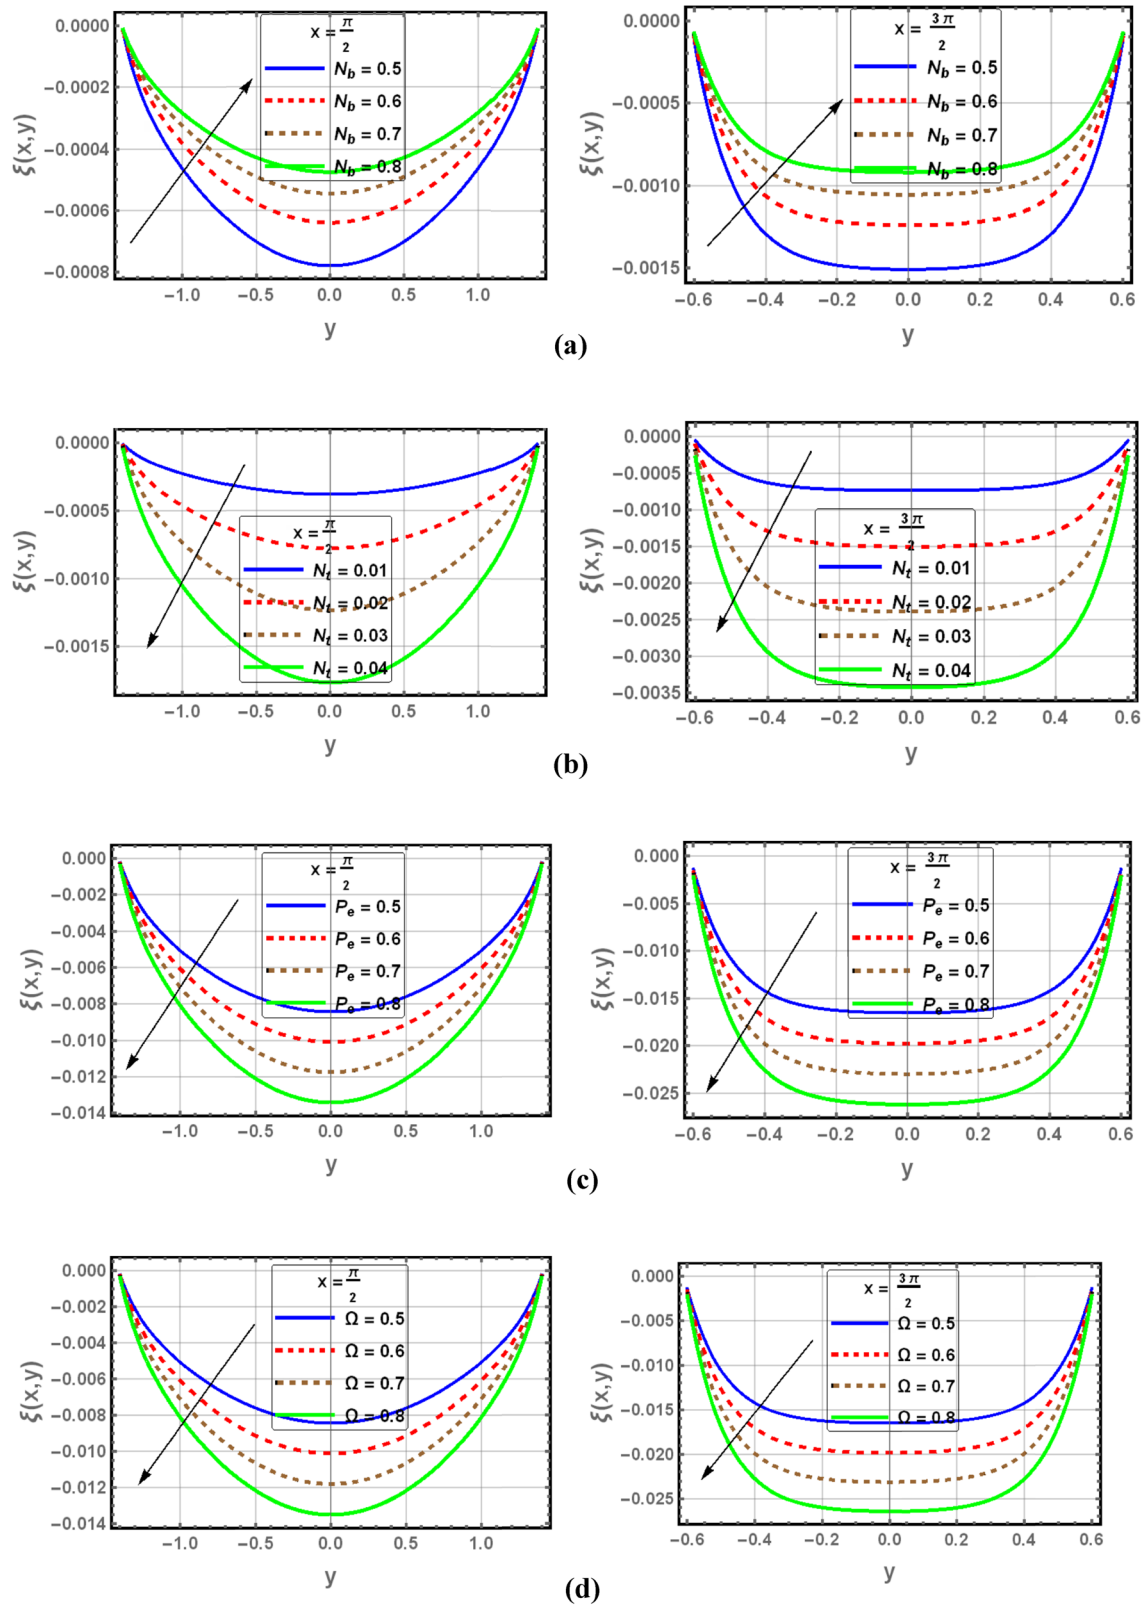 x = π/2
N_b = 0.5
N_b = 0.6
N_b = 0.7
N_b = 0.8
0.0000
−0.0002
−0.0004
−0.0006
−0.0008
ξ(x,y)
−1.0 −0.5 0.0 0.5 1.0
y
x = 3π/2
N_b = 0.5
N_b = 0.6
N_b = 0.7
N_b = 0.8
0.0000
−0.0005
−0.0010
−0.0015
ξ(x,y)
−0.6 −0.4 −0.2 0.0 0.2 0.4 0.6
y
(a)
x = π/2
N_t = 0.01
N_t = 0.02
N_t = 0.03
N_t = 0.04
0.0000
−0.0005
−0.0010
−0.0015
ξ(x,y)
−1.0 −0.5 0.0 0.5 1.0
y
x = 3π/2
N_t = 0.01
N_t = 0.02
N_t = 0.03
N_t = 0.04
0.0000
−0.0005
−0.0010
−0.0015
−0.0020
−0.0025
−0.0030
−0.0035
ξ(x,y)
−0.6 −0.4 −0.2 0.0 0.2 0.4 0.6
y
(b)
x = π/2
P_e = 0.5
P_e = 0.6
P_e = 0.7
P_e = 0.8
0.000
−0.002
−0.004
−0.006
−0.008
−0.010
−0.012
−0.014
ξ(x,y)
−1.0 −0.5 0.0 0.5 1.0
y
x = 3π/2
P_e = 0.5
P_e = 0.6
P_e = 0.7
P_e = 0.8
0.000
−0.005
−0.010
−0.015
−0.020
−0.025
ξ(x,y)
−0.6 −0.4 −0.2 0.0 0.2 0.4 0.6
y
(c)
x = π/2
Ω = 0.5
Ω = 0.6
Ω = 0.7
Ω = 0.8
0.000
−0.002
−0.004
−0.006
−0.008
−0.010
−0.012
−0.014
ξ(x,y)
−1.0 −0.5 0.0 0.5 1.0
y
x = 3π/2
Ω = 0.5
Ω = 0.6
Ω = 0.7
Ω = 0.8
0.000
−0.005
−0.010
−0.015
−0.020
−0.025
ξ(x,y)
−0.6 −0.4 −0.2 0.0 0.2 0.4 0.6
y
(d)